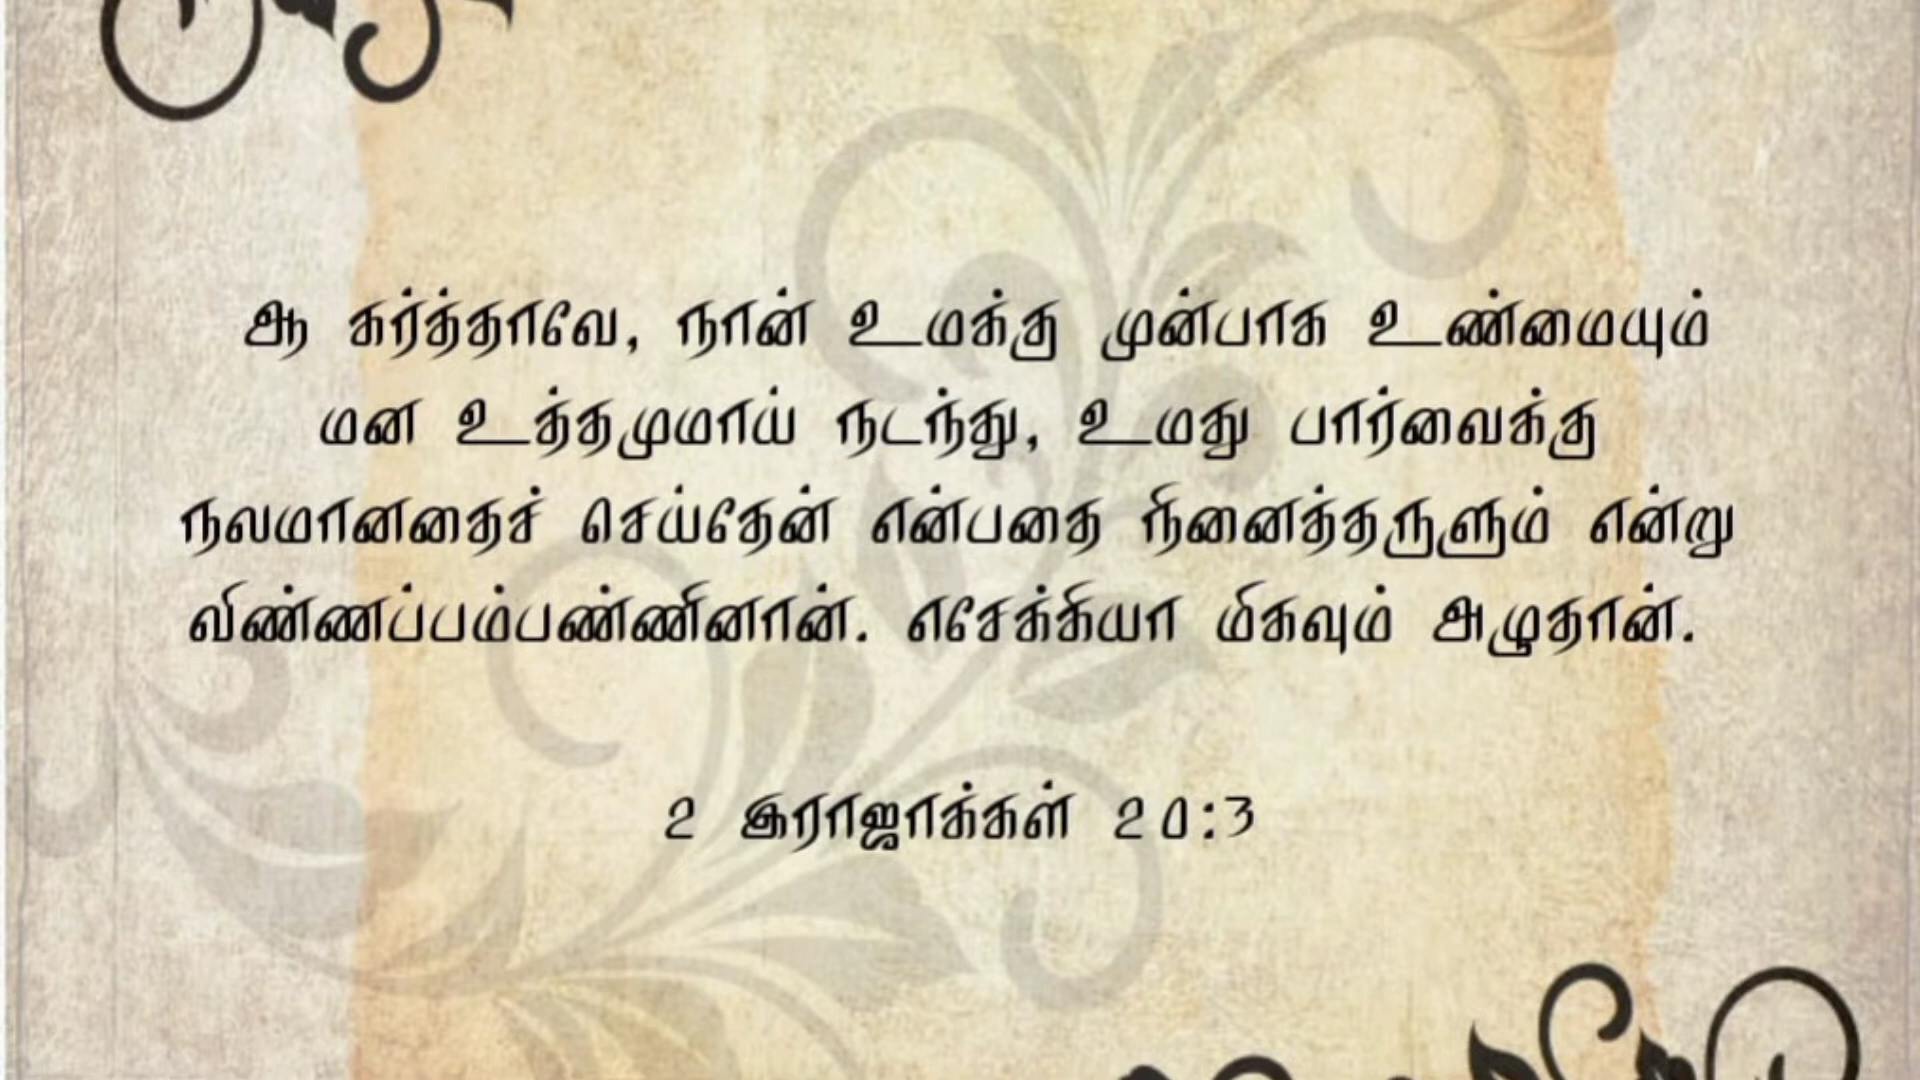 ஆ கர்த்தாவே, நான் உமக்கு முன்பாக உண்மையும்
மன உத்தமுமாய் நடந்து, உமது பார்வைக்கு
நலமானதைச் செய்தேன் என்பதை நினைத்தருளும் என்று
விண்ணப்பம்பண்ணினான். எசேக்கியா மிகவும் அழுதான்.
2 இராஜாக்கள் 20:3